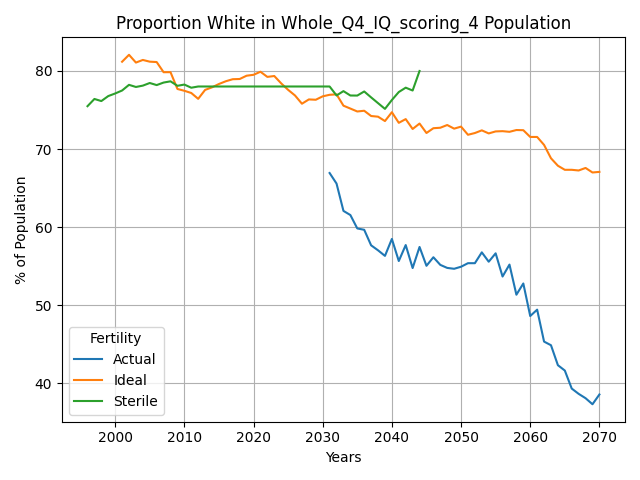 Proportion White in Whole_Q4_IQ_scoring_4 Population
% of Population
80
70
60
50
40
Fertility
Actual
Ideal
Sterile
2000 2010 2020 2030 2040 2050 2060 2070
Years